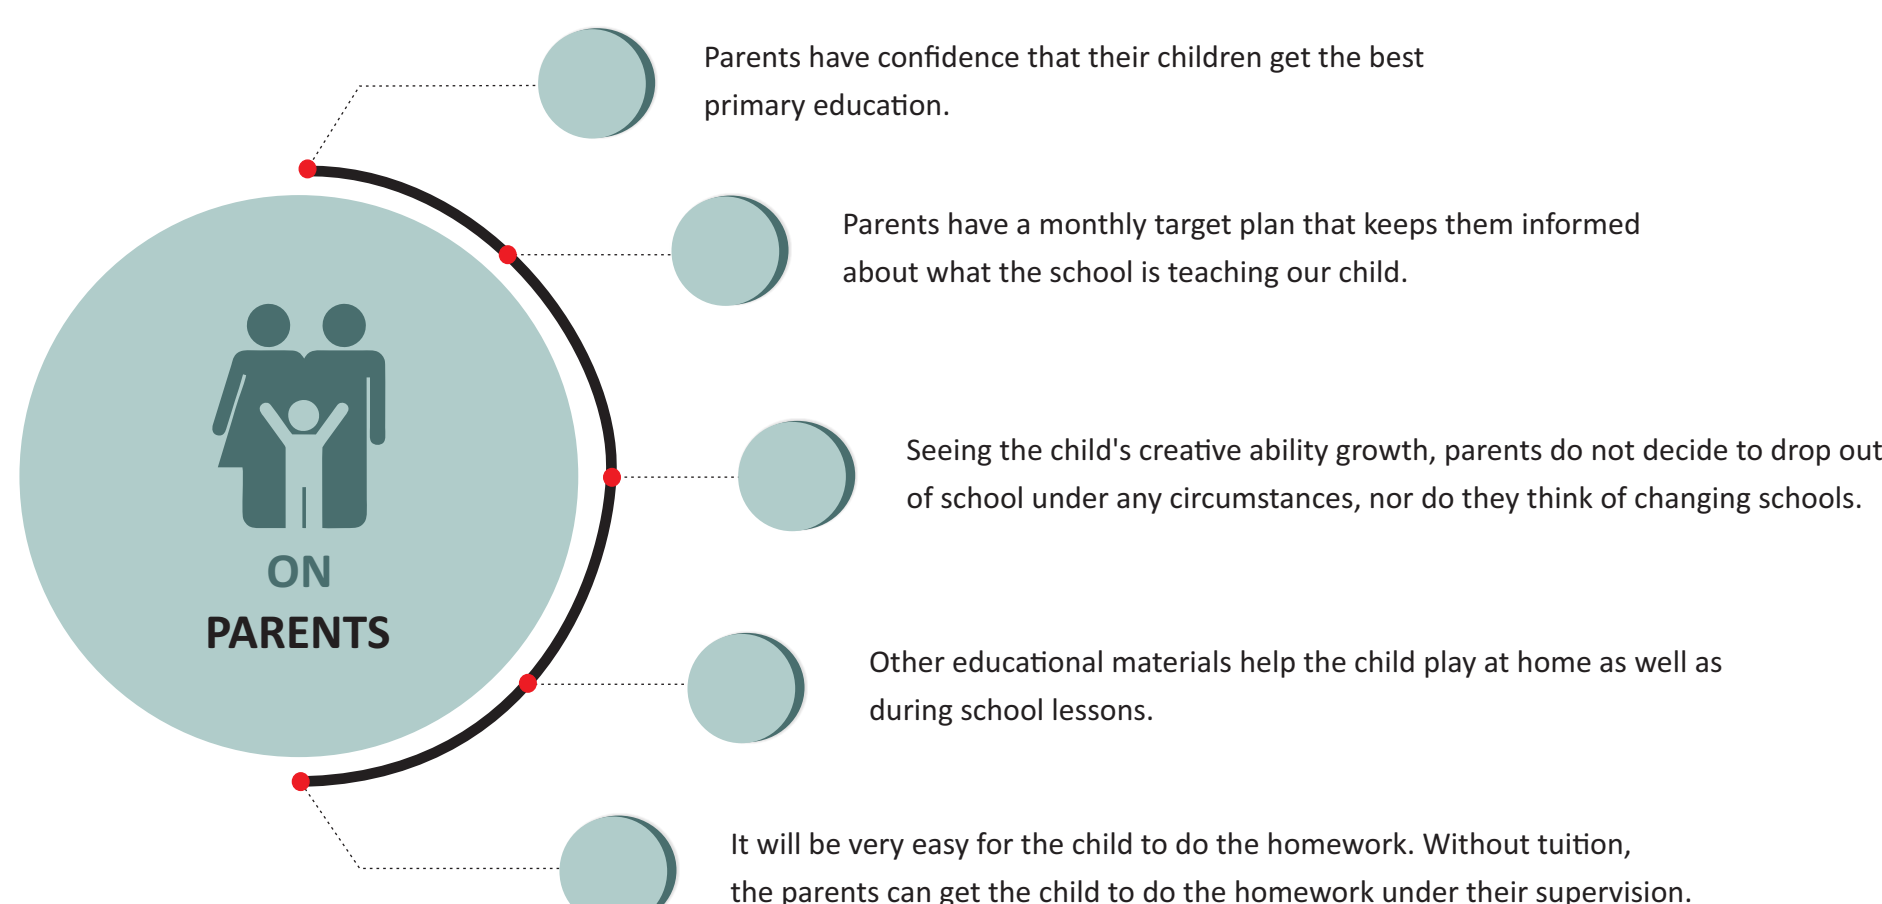 Parents have confidence that their children get the best
primary education.
Parents have a monthly target plan that keeps them informed
about what the school is teaching our child.
Seeing the child's creative ability growth, parents do not decide to drop out
of school under any circumstances, nor do they think of changing schools.
ON
PARENTS
Other educational materials help the child play at home as well as
during school lessons.
It will be very easy for the child to do the homework. Without tuition,
the parents can get the child to do the homework under their supervision.